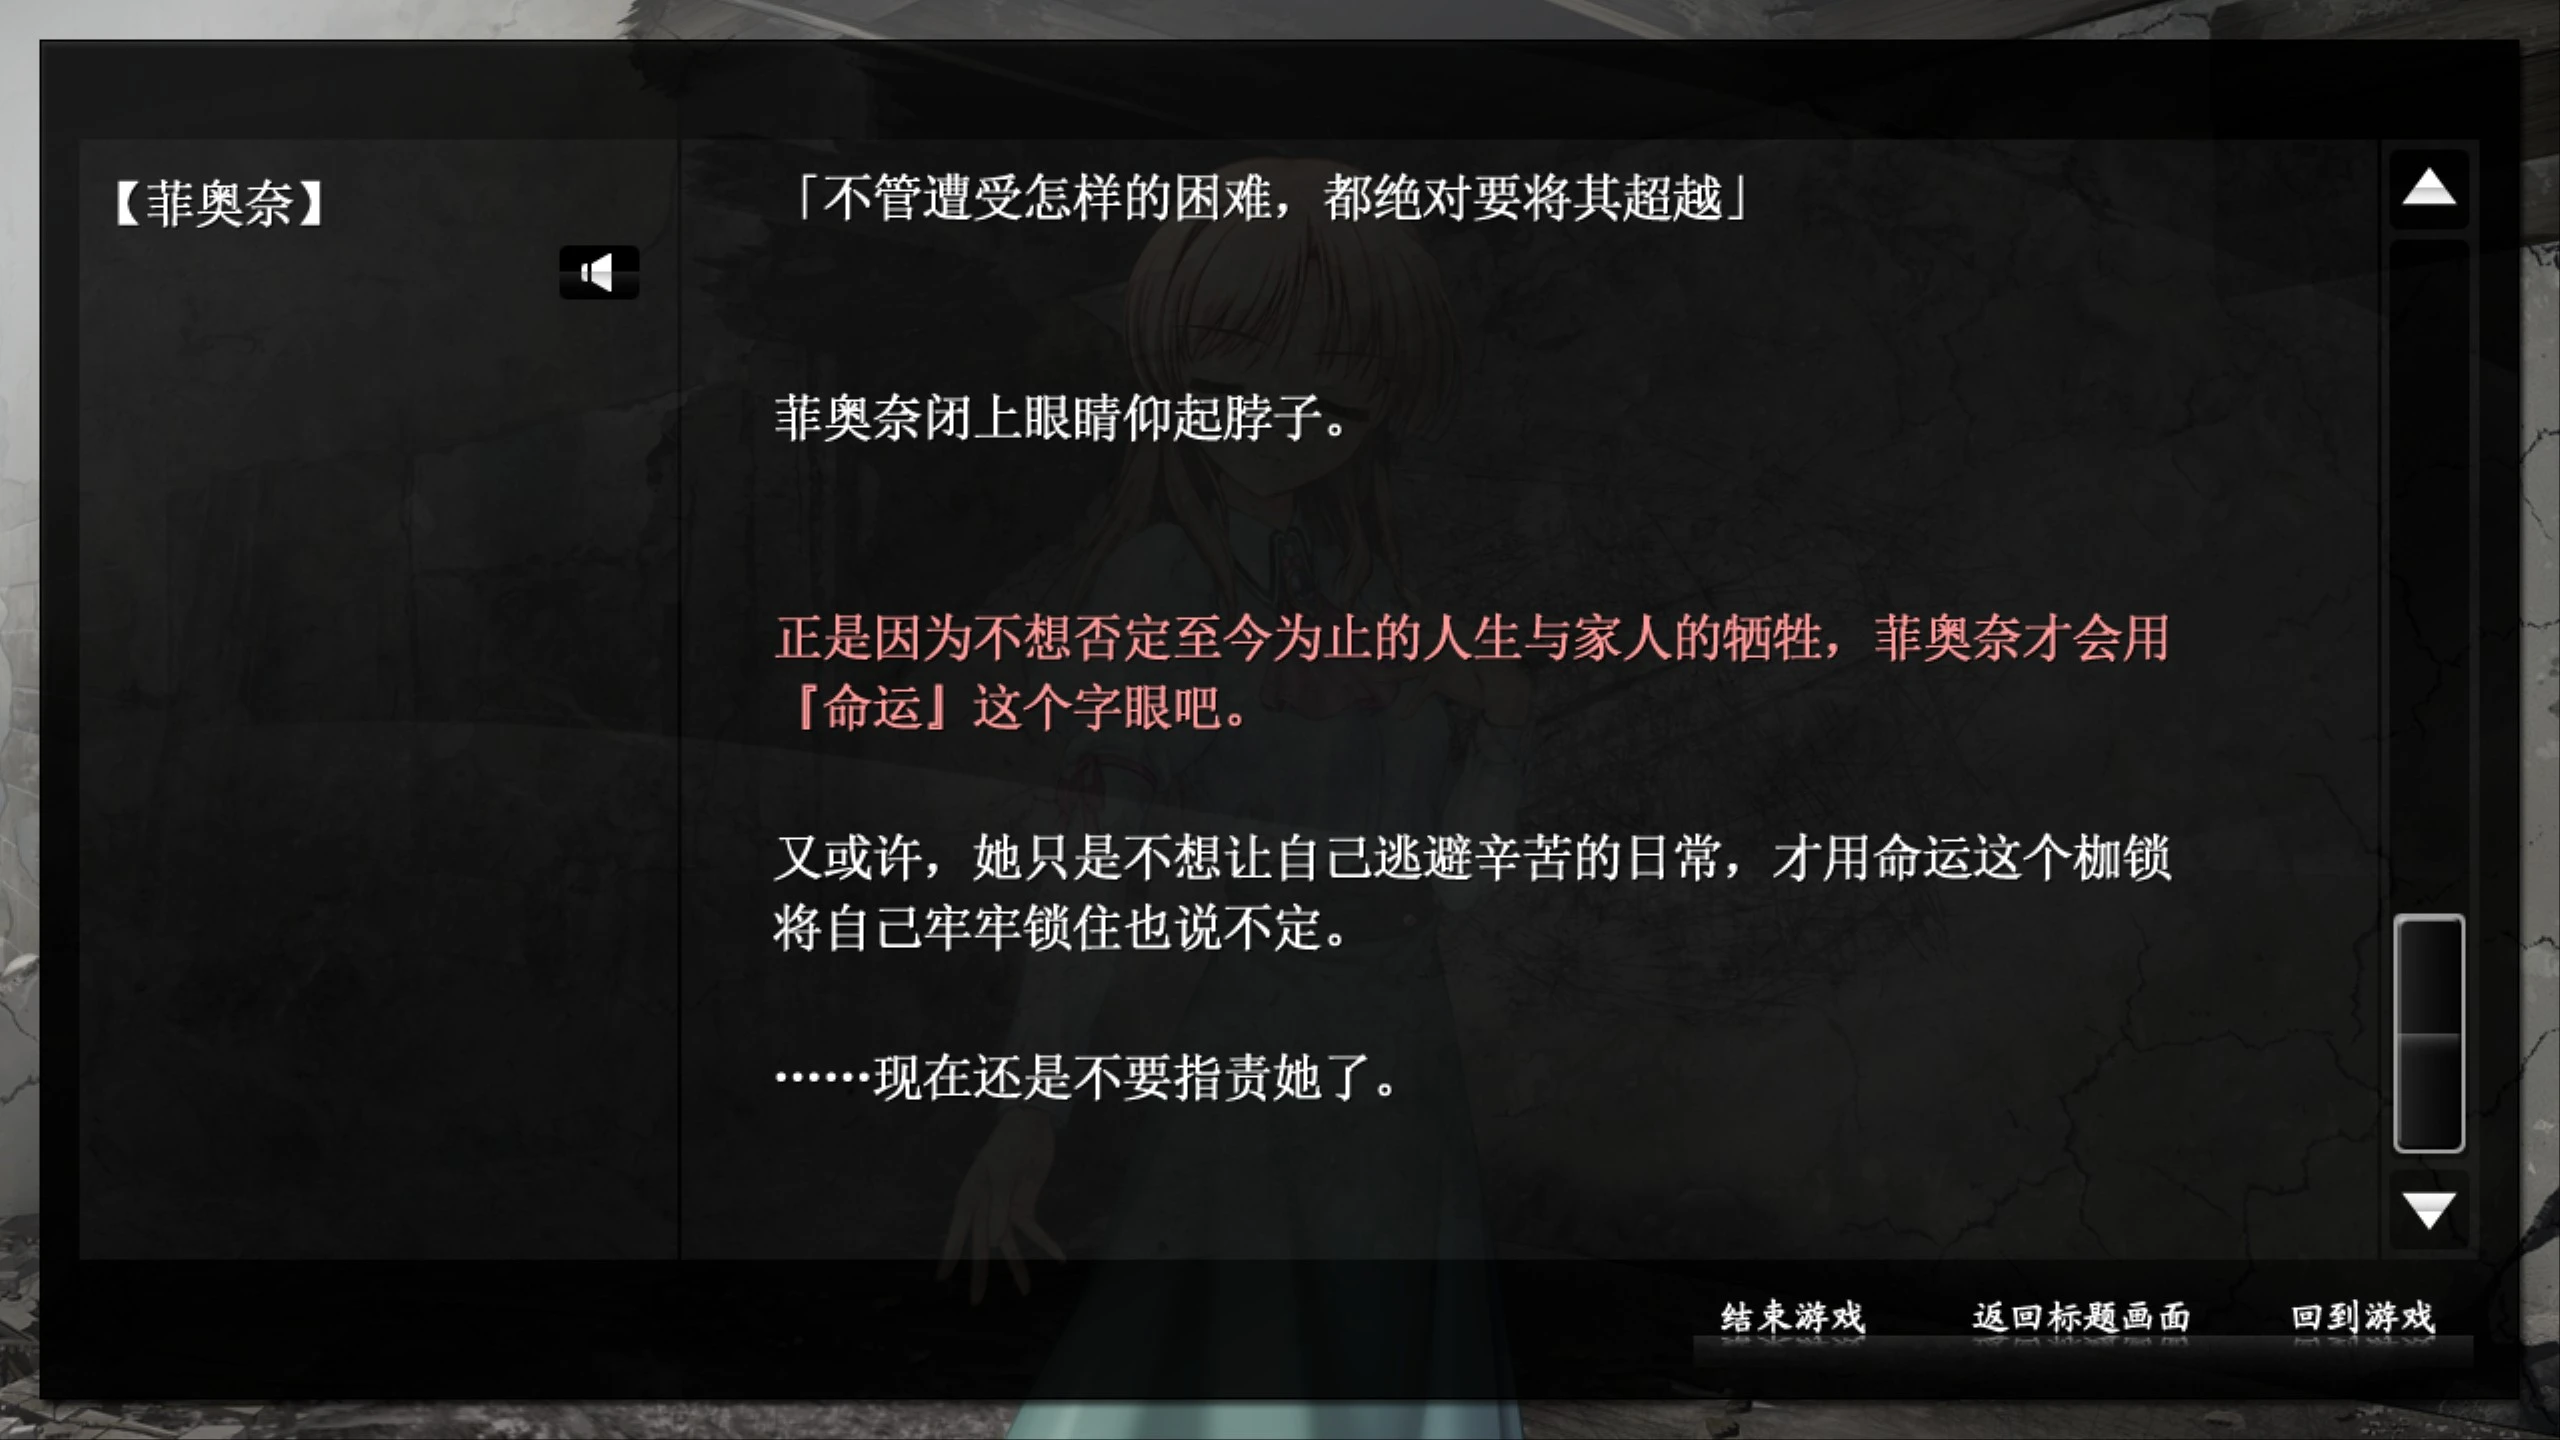 【菲奥奈】
「不管遭受怎样的困难，都绝对要将其超越」
菲奥奈闭上眼睛仰起脖子。
正是因为不想否定至今为止的人生与家人的牺牲，菲奥奈才会用
『命运』这个字眼吧。
又或许，她只是不想让自己逃避辛苦的日常，才用命运这个枷锁
将自己牢牢锁住也说不定。
……现在还是不要指责她了。
结束游戏 返回标题画面 回到游戏